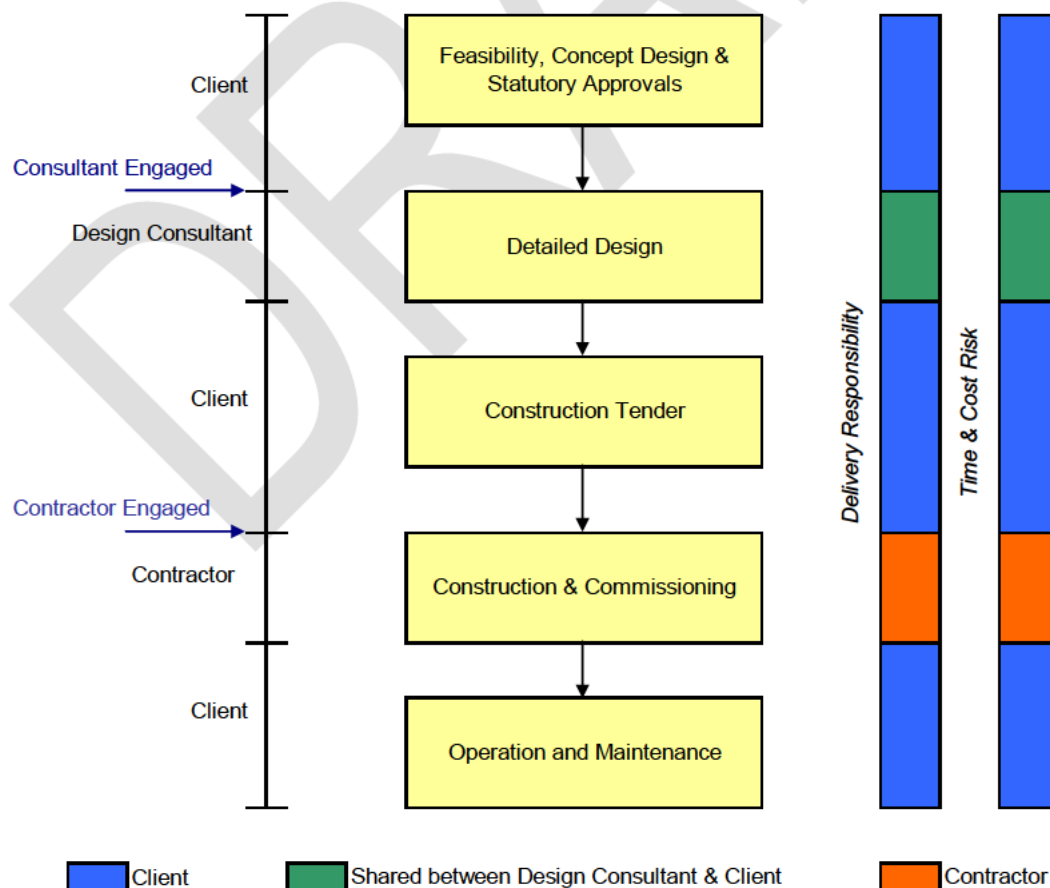 Feasibility, Concept Design &
Statutory Approvals
Client
Consultant Engaged
Design Consultant
Detailed Design
Delivery Responsibility
Time & Cost Risk
Client
Construction Tender
Contractor Engaged
Contractor
Construction & Commissioning
Client
Operation and Maintenance
Client
Shared between Design Consultant & Client
Contractor